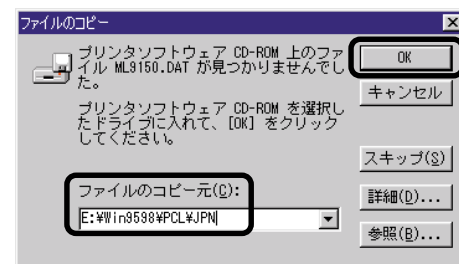 ファイルのコピー
プリンタソフトウェア CD-ROM 上のファ
イル ML9150.DAT が見つかりませんでし
た。
プリンタソフトウェア CD-ROM を選択し
たドライブに入れて、[OK] をクリック
してください。
ファイルのコピー元(C):
E:¥Win9598¥PCL¥JPN
OK
キャンセル
スキップ(S)
詳細(D)...
参照(B)...